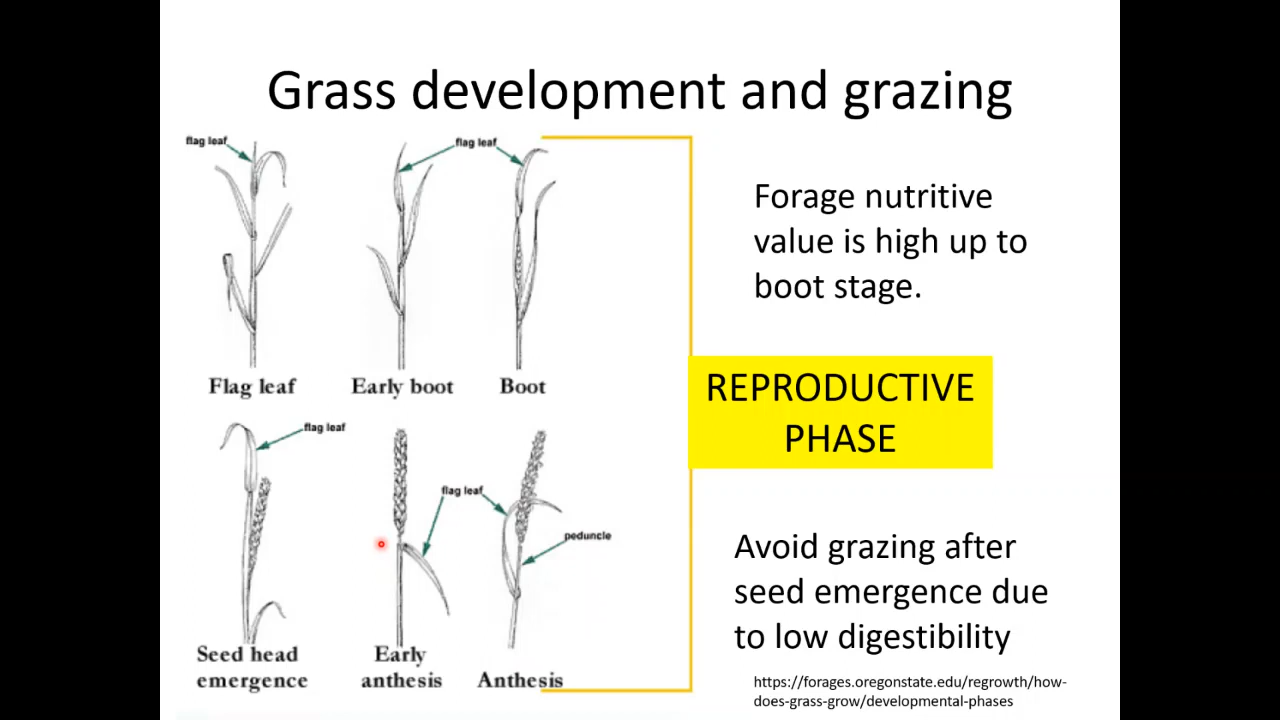 Grass development and grazing
flag leaf
flag leaf
Flag leaf
Early boot
Boot
flag leaf
flag leaf
peduncle
Seed head
emergence
Early
anthesis
Anthesis
Forage nutritive
value is high up to
boot stage.
REPRODUCTIVE
PHASE
Avoid grazing after
seed emergence due
to low digestibility
https://forages.oregonstate.edu/regrowth/how-
does-grass-grow/developmental-phases